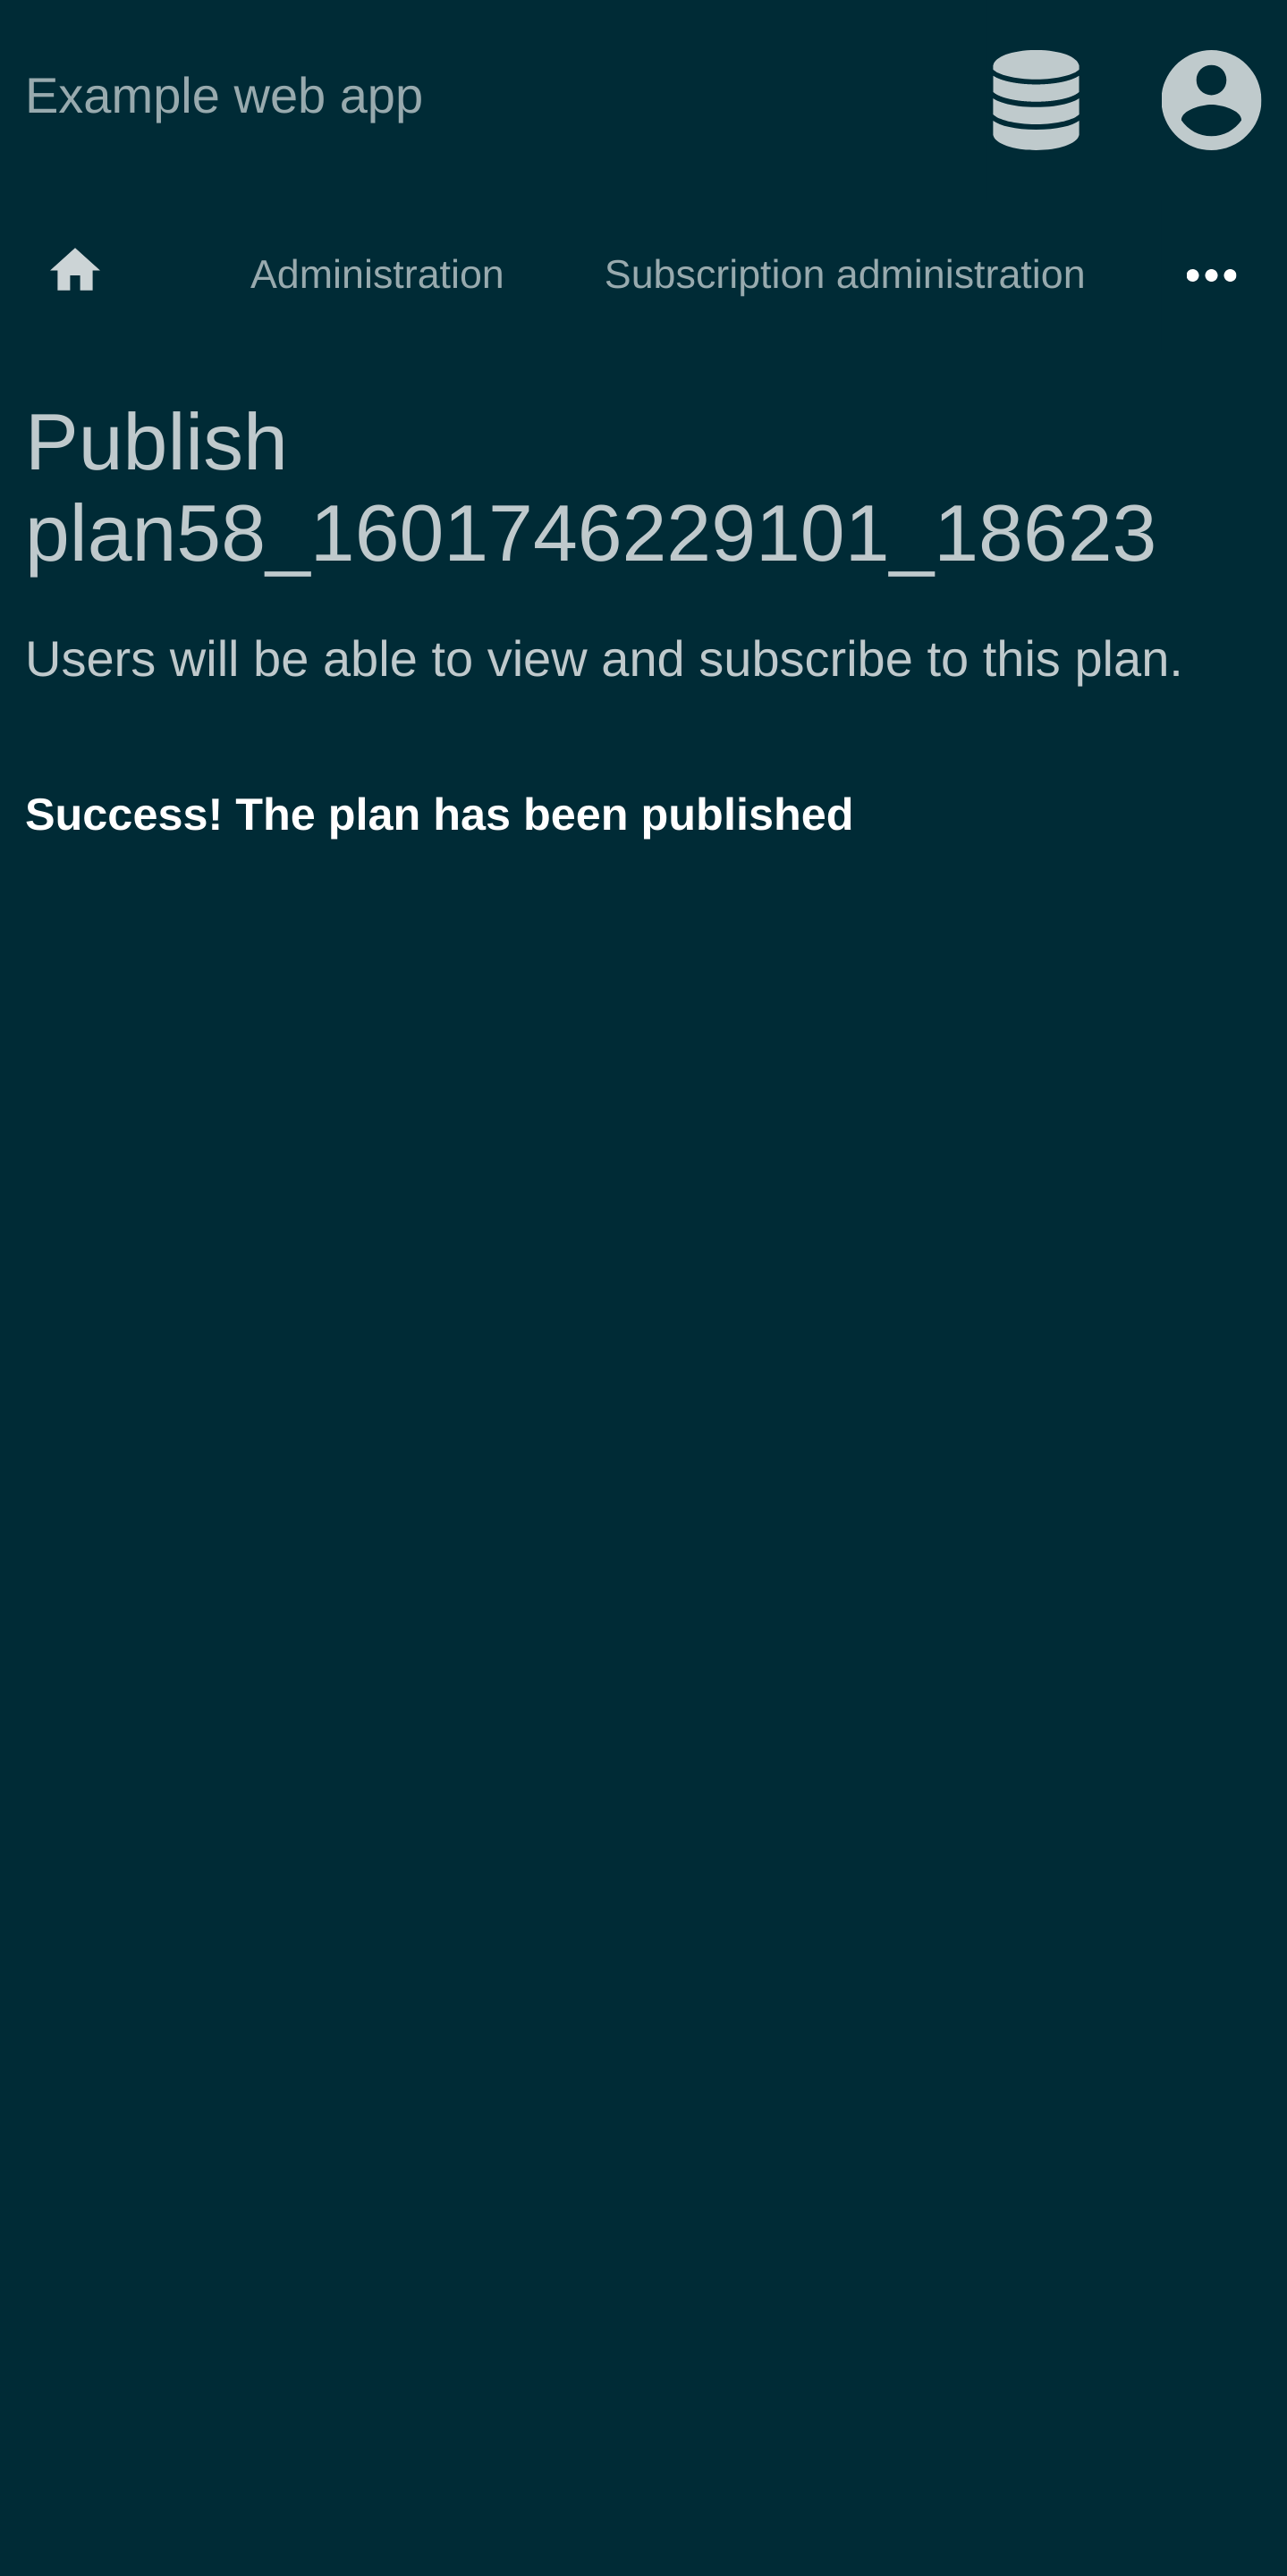 Example web app
Administration Subscription administration
Publish
plan58_1601746229101_18623
Users will be able to view and subscribe to this plan.
Success! The plan has been published